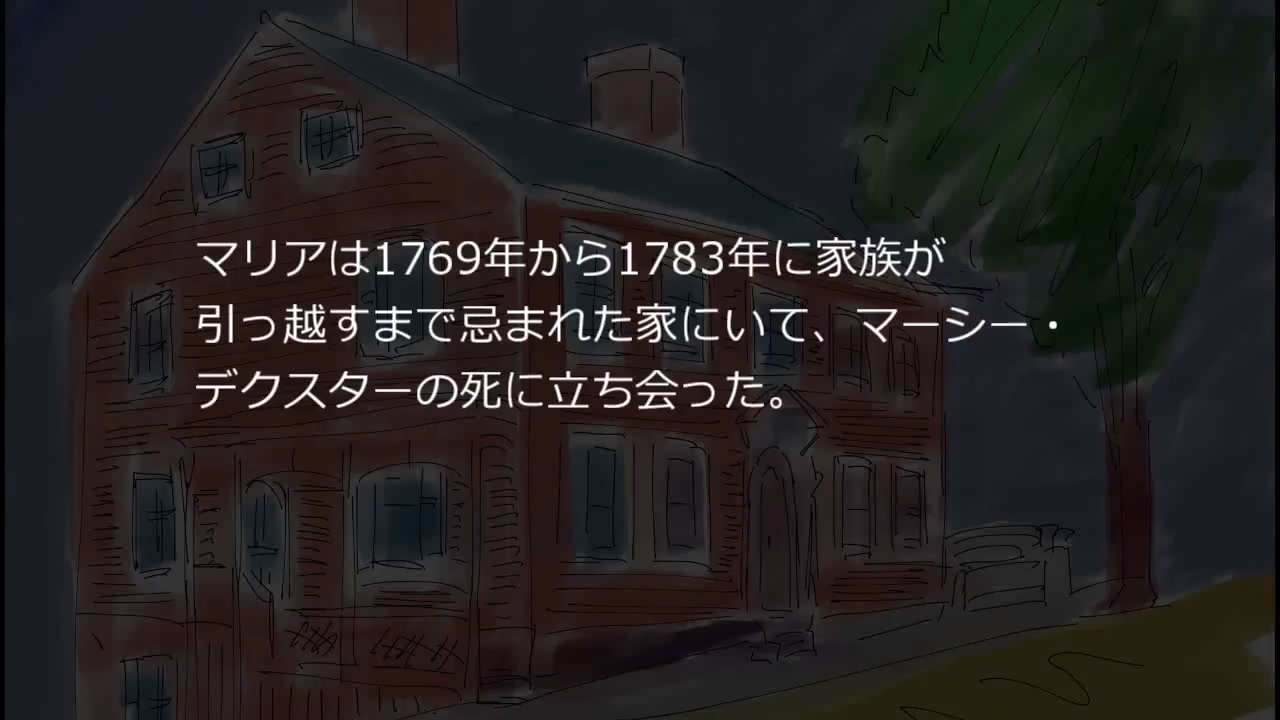 マリアは1769年から1783年に家族が
引っ越すまで忌まれた家にいて、マーシー・
デクスターの死に立ち会った。